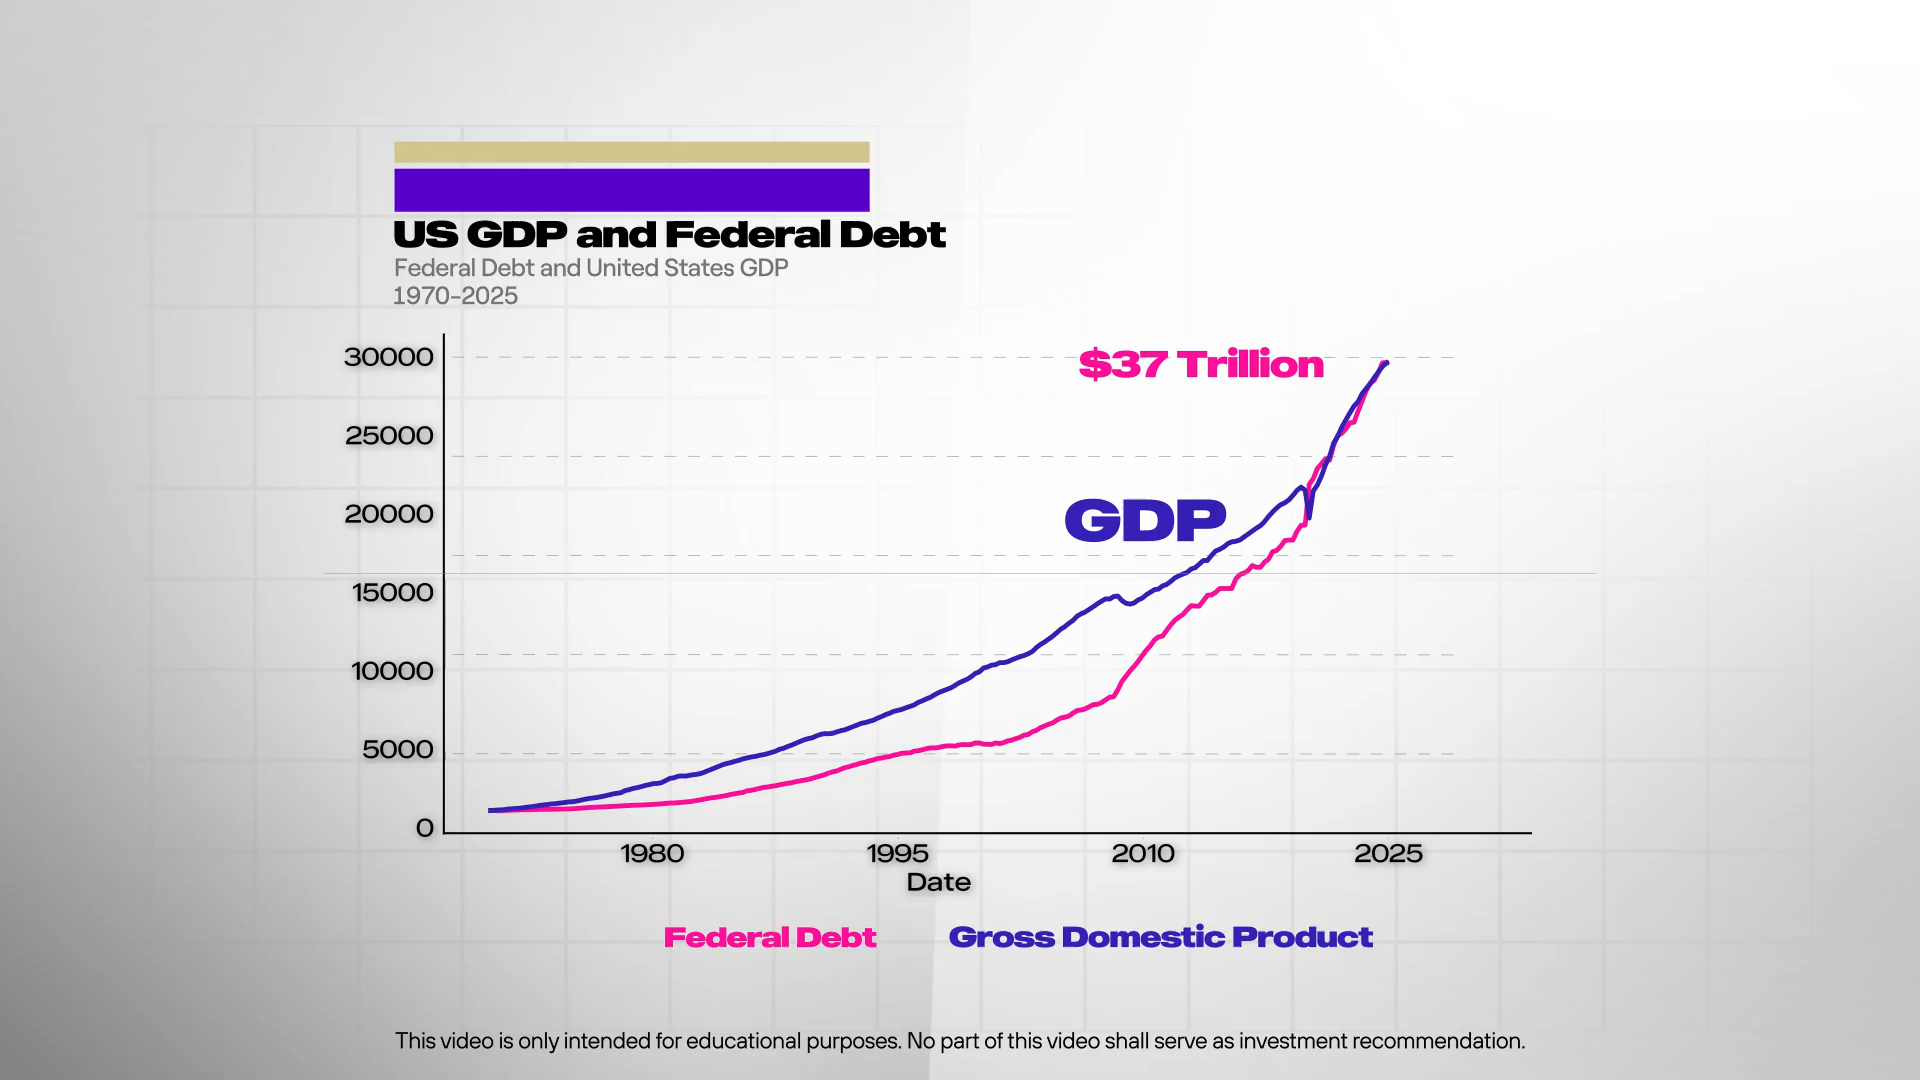 US GDP and Federal Debt
Federal Debt and United States GDP
1970-2025
30000
$37 Trillion
25000
20000
GDP
15000
10000
5000
0
1980 1995 2010 2025
Date
Federal Debt Gross Domestic Product
This video is only intended for educational purposes. No part of this video shall serve as investment recommendation.